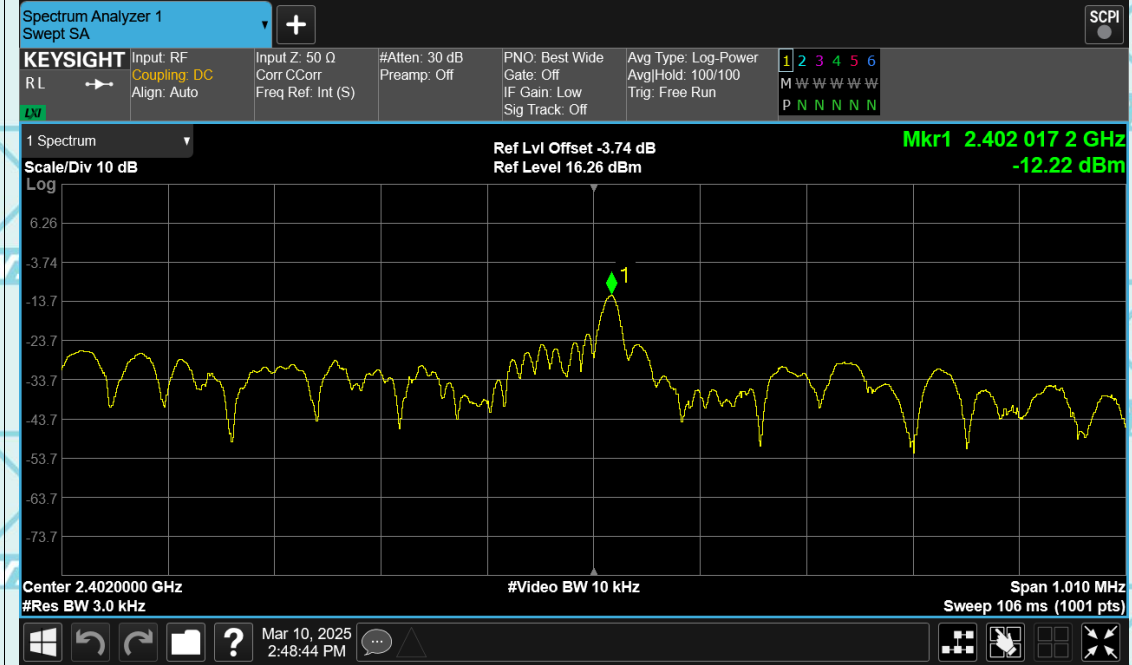 Spectrum Analyzer 1
Swept SA
+
SCPI
KEYSIGHT
RL
LXI
Input: RF
Coupling: DC
Align: Auto
Input Z: 50 Ω
Corr CCorr
Freq Ref: Int (S)
#Atten: 30 dB
Preamp: Off
PNO: Best Wide
Gate: Off
IF Gain: Low
Sig Track: Off
Avg Type: Log-Power
Avg|Hold: 100/100
Trig: Free Run
1 2 3 4 5 6
M W W W W W
P N N N N N
1 Spectrum
Scale/Div 10 dB
Log
Ref Lvl Offset -3.74 dB
Ref Level 16.26 dBm
Mkr1 2.402 017 2 GHz
-12.22 dBm
1
6.26
-3.74
-13.7
-23.7
-33.7
-43.7
-53.7
-63.7
-73.7
Center 2.4020000 GHz
#Res BW 3.0 kHz
#Video BW 10 kHz
Span 1.010 MHz
Sweep 106 ms (1001 pts)
?
Mar 10, 2025
2:48:44 PM